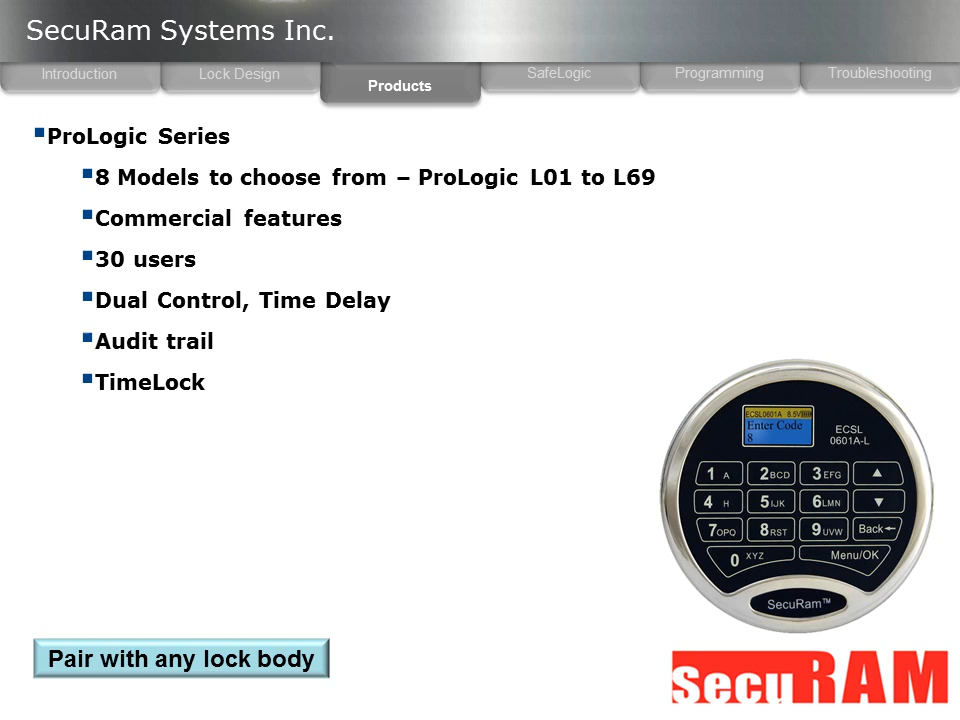 SecuRam Systems Inc.
Introduction
Lock Design
Products
SafeLogic
Programming
Troubleshooting
ProLogic Series
8 Models to choose from – ProLogic L01 to L69
Commercial features
30 users
Dual Control, Time Delay
Audit trail
TimeLock
ECSL0601A 8.5V
Enter Code
8
ECSL
0601A-L
1 A 2 BCD 3 EFG ▲
4 H 5 IJK 6 LMN ▼
7 OPQ 8 RST 9 UVW Back←
0 XYZ Menu/OK
SecuRam™
Pair with any lock body
SecuRAM